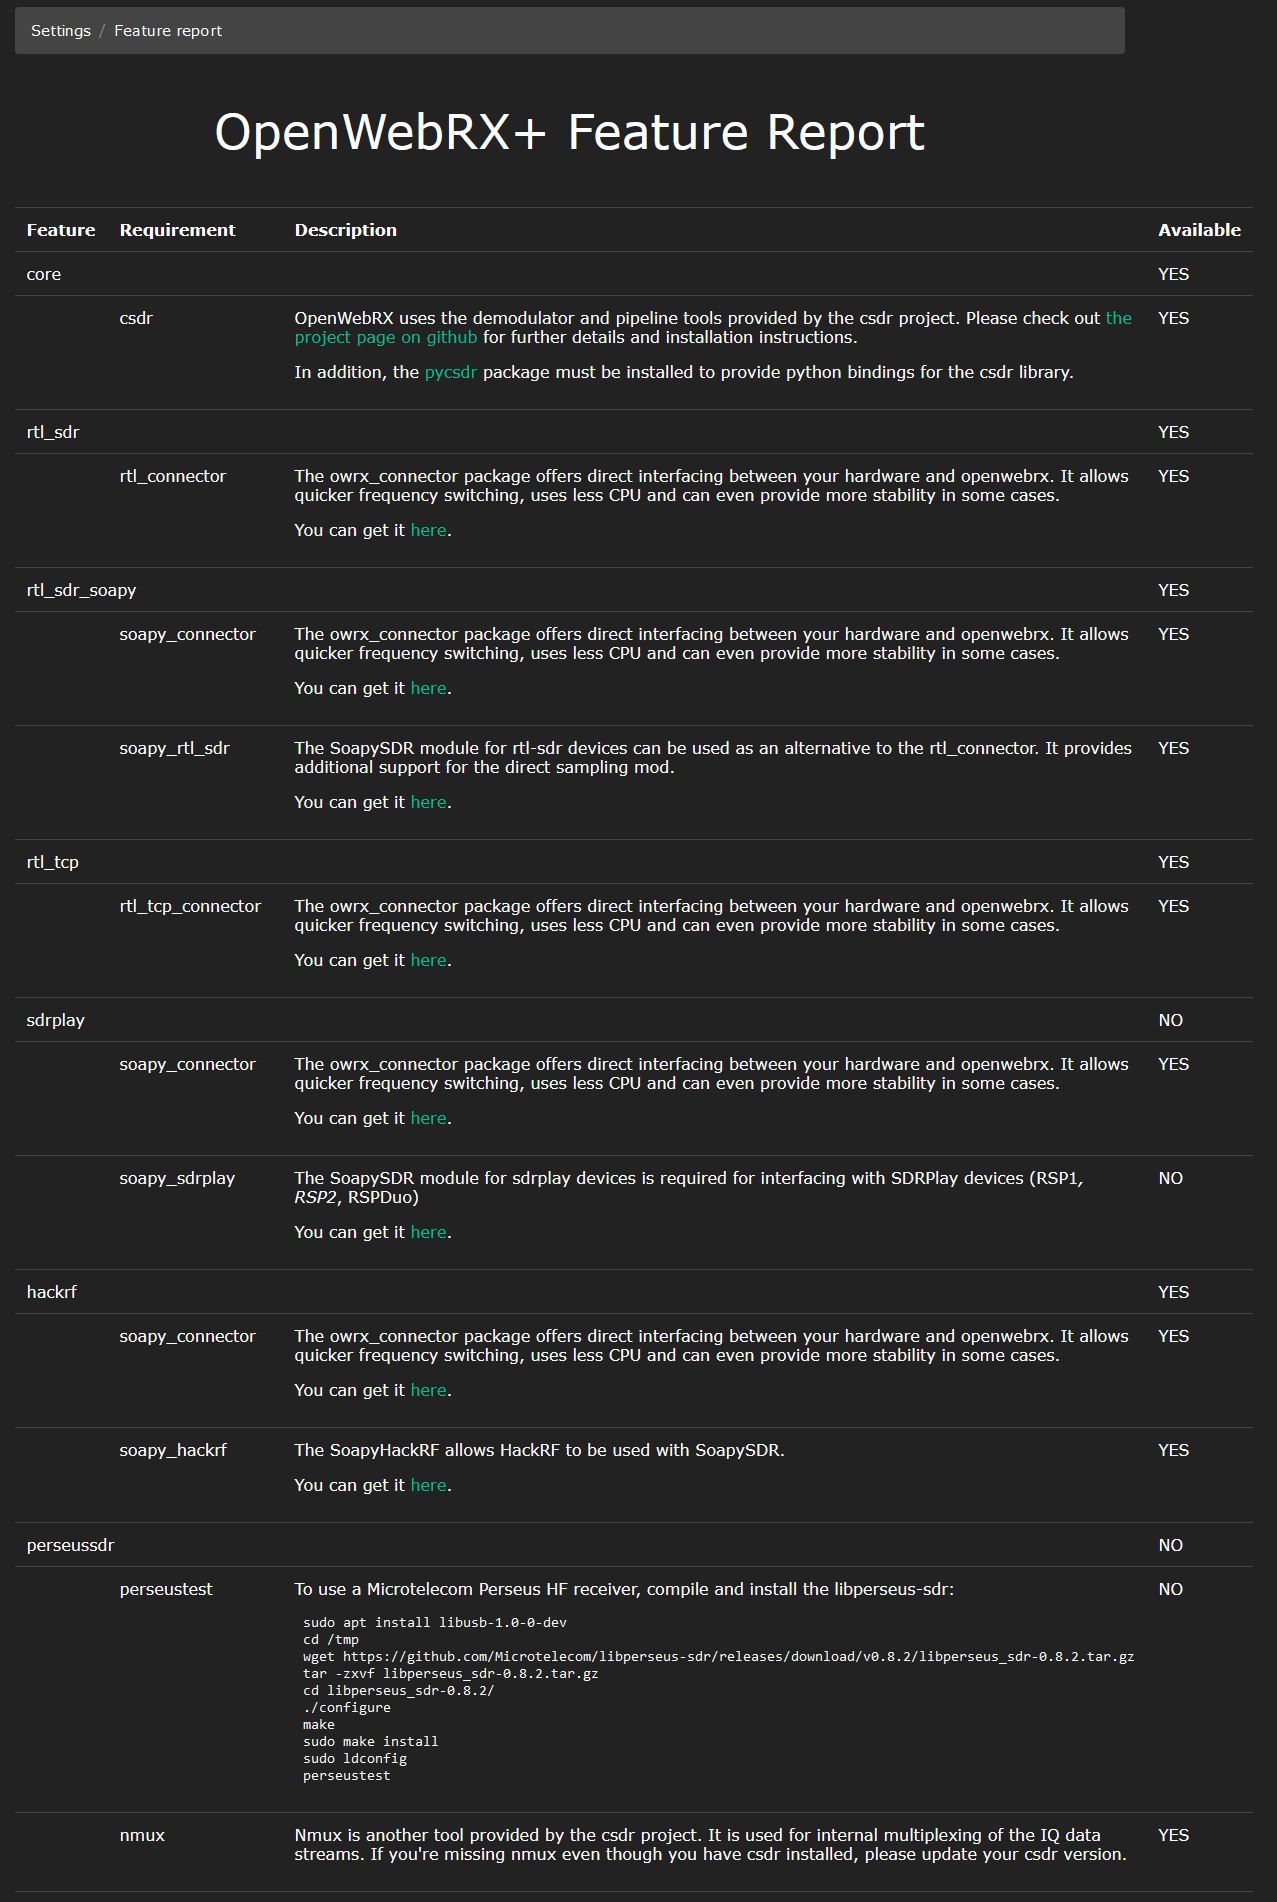 Settings / Feature report
OpenWebRX+ Feature Report
Feature Requirement Description Available
core YES
csdr OpenWebRX uses the demodulator and pipeline tools provided by the csdr project. Please check out the YES
project page on github for further details and installation instructions.
In addition, the pycsdr package must be installed to provide python bindings for the csdr library.
rtl_sdr YES
rtl_connector The owrx_connector package offers direct interfacing between your hardware and openwebrx. It allows YES
quicker frequency switching, uses less CPU and can even provide more stability in some cases.
You can get it here.
rtl_sdr_soapy YES
soapy_connector The owrx_connector package offers direct interfacing between your hardware and openwebrx. It allows YES
quicker frequency switching, uses less CPU and can even provide more stability in some cases.
You can get it here.
soapy_rtl_sdr The SoapySDR module for rtl-sdr devices can be used as an alternative to the rtl_connector. It provides YES
additional support for the direct sampling mod.
You can get it here.
rtl_tcp YES
rtl_tcp_connector The owrx_connector package offers direct interfacing between your hardware and openwebrx. It allows YES
quicker frequency switching, uses less CPU and can even provide more stability in some cases.
You can get it here.
sdrplay NO
soapy_connector The owrx_connector package offers direct interfacing between your hardware and openwebrx. It allows YES
quicker frequency switching, uses less CPU and can even provide more stability in some cases.
You can get it here.
soapy_sdrplay The SoapySDR module for sdrplay devices is required for interfacing with SDRPlay devices (RSP1, NO
RSP2, RSPDuo)
You can get it here.
hackrf YES
soapy_connector The owrx_connector package offers direct interfacing between your hardware and openwebrx. It allows YES
quicker frequency switching, uses less CPU and can even provide more stability in some cases.
You can get it here.
soapy_hackrf The SoapyHackRF allows HackRF to be used with SoapySDR. YES
You can get it here.
perseussdr NO
perseustest To use a Microtelecom Perseus HF receiver, compile and install the libperseus-sdr: NO
sudo apt install libusb-1.0-0-dev
cd /tmp
wget https://github.com/Microtelecom/libperseus-sdr/releases/download/v0.8.2/libperseus_sdr-0.8.2.tar.gz
tar -zxvf libperseus_sdr-0.8.2.tar.gz
cd libperseus_sdr-0.8.2/
./configure
make
sudo make install
sudo ldconfig
perseustest
nmux Nmux is another tool provided by the csdr project. It is used for internal multiplexing of the IQ data YES
streams. If you're missing nmux even though you have csdr installed, please update your csdr version.